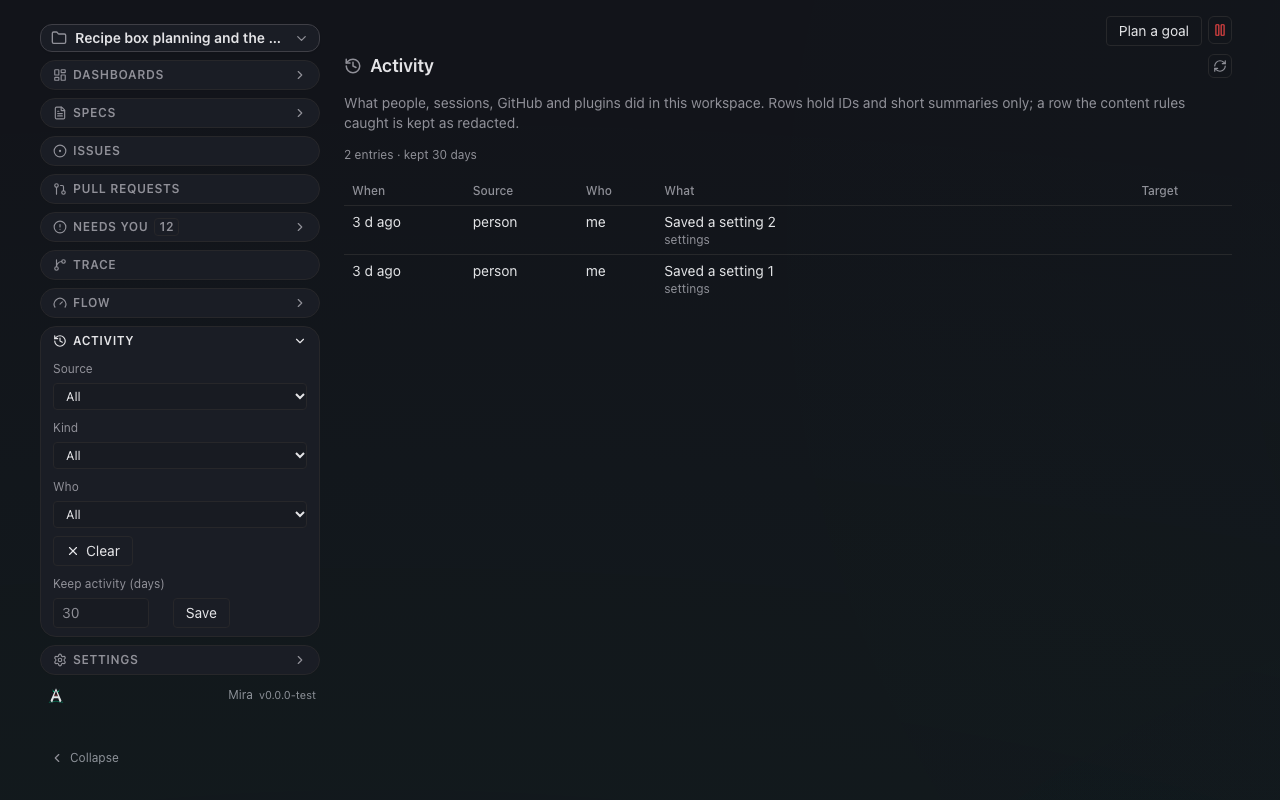 Recipe box planning and the ...
DASHBOARDS
SPECS
ISSUES
PULL REQUESTS
NEEDS YOU 12
TRACE
FLOW
ACTIVITY
Source
All
Kind
All
Who
All
Clear
Keep activity (days)
30 Save
SETTINGS
Mira v0.0.0-test
Collapse
Plan a goal
Activity
What people, sessions, GitHub and plugins did in this workspace. Rows hold IDs and short summaries only; a row the content rules
caught is kept as redacted.
2 entries · kept 30 days
When Source Who What Target
3 d ago person me Saved a setting 2
settings
3 d ago person me Saved a setting 1
settings